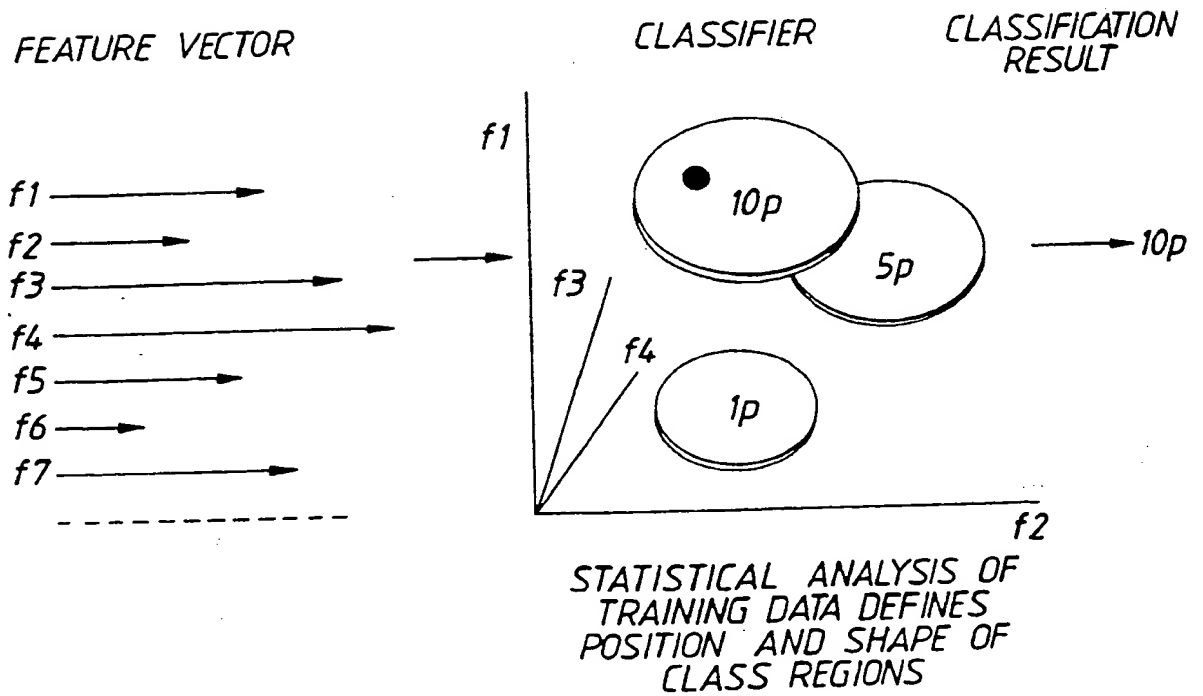 FEATURE VECTOR
CLASSIFIER
CLASSIFICATION
RESULT
f1
f2
f3
f4
f5
f6
f7
f1
f3
f4
f2
10p
5p
1p
10p
STATISTICAL ANALYSIS OF
TRAINING DATA DEFINES
POSITION AND SHAPE OF
CLASS REGIONS